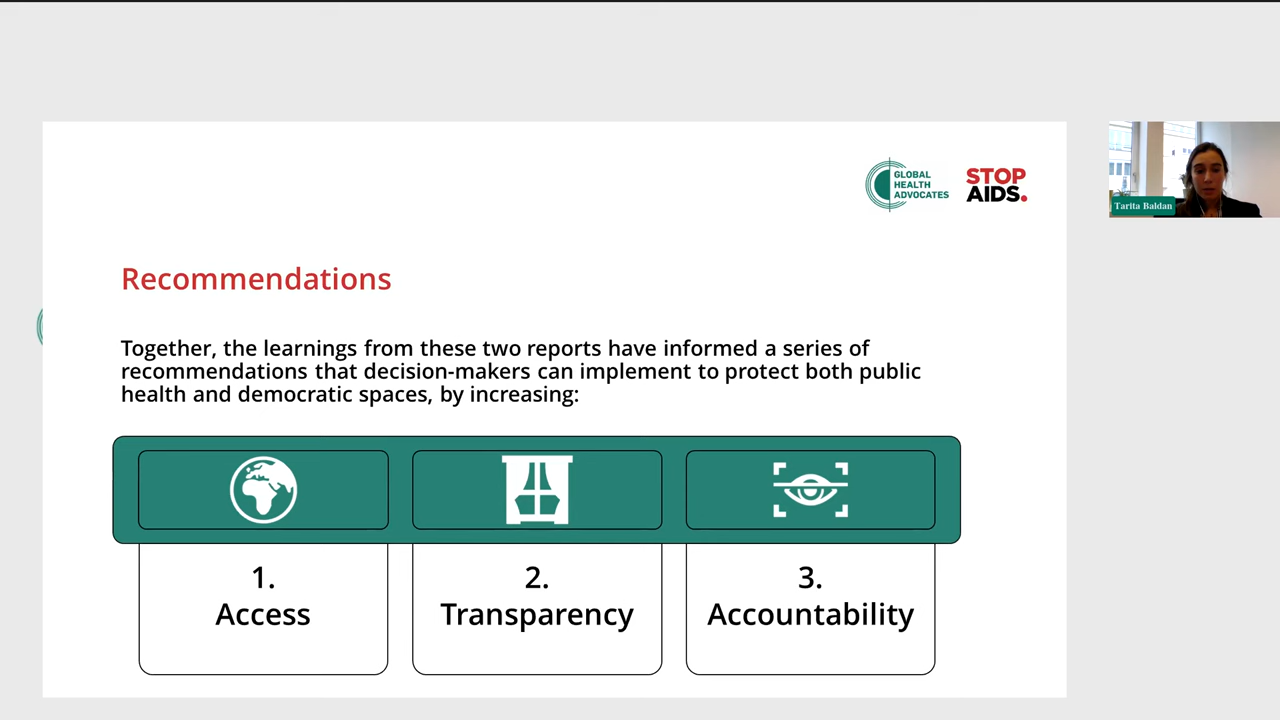 GLOBAL
HEALTH
ADVOCATES
STOP
AIDS.
Tarita Baldan
Recommendations
Together, the learnings from these two reports have informed a series of
recommendations that decision-makers can implement to protect both public
health and democratic spaces, by increasing:
1.
Access
2.
Transparency
3.
Accountability